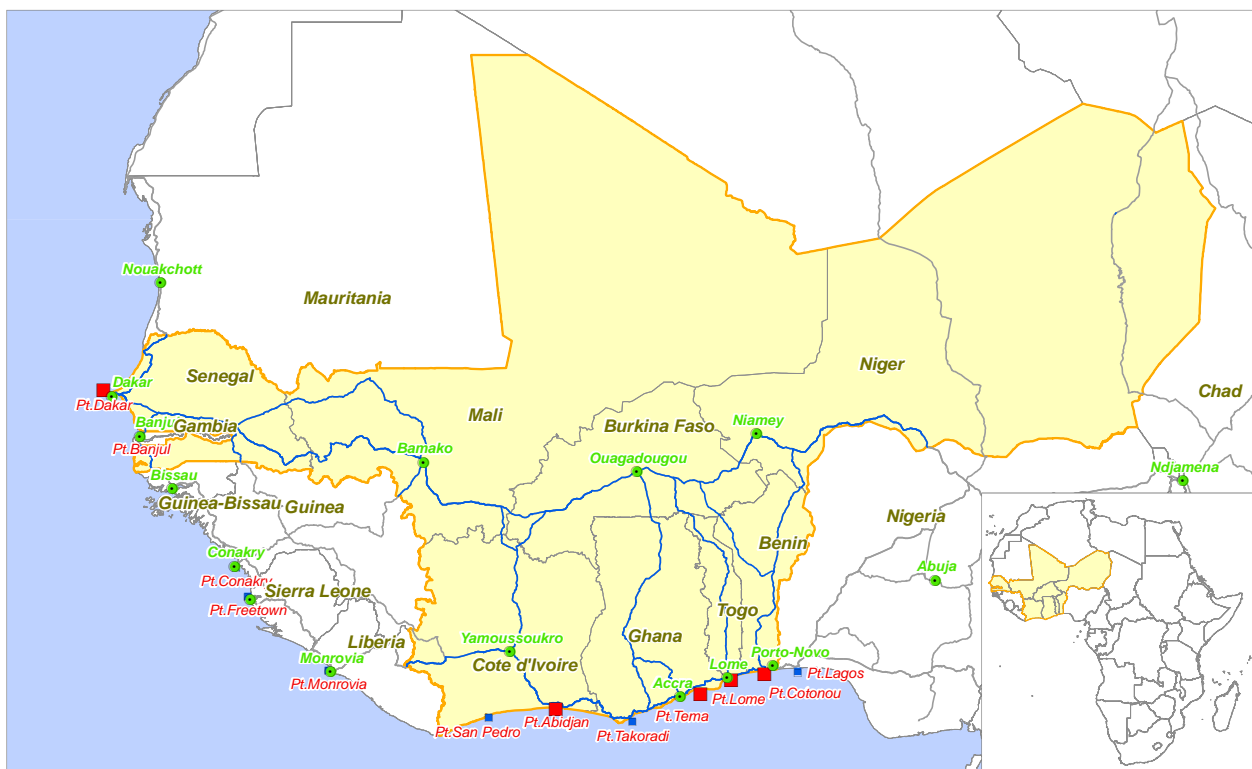 Nouakchott
Mauritania
Niger
Senegal
Dakar
Pt.Dakar
Chad
Mali
Banju
Gambia
Burkina Faso
Niamey
Pt.Banjul
Bamako
Ouagadougou
Bissau
Ndjamena
Guinea-Bissau
Guinea
Nigeria
Benin
Conakry
Abuja
Pt.Conakry
Sierra Leone
Pt.Freetown
Togo
Liberia
Yamoussoukro
Ghana
Monrovia
Cote d'Ivoire
Lome
Porto-Novo
Pt.Lagos
Pt.Monrovia
Accra
Pt.Cotonou
Pt.Lome
Pt.Tema
Pt.Abidjan
Pt.San Pedro
Pt.Takoradi